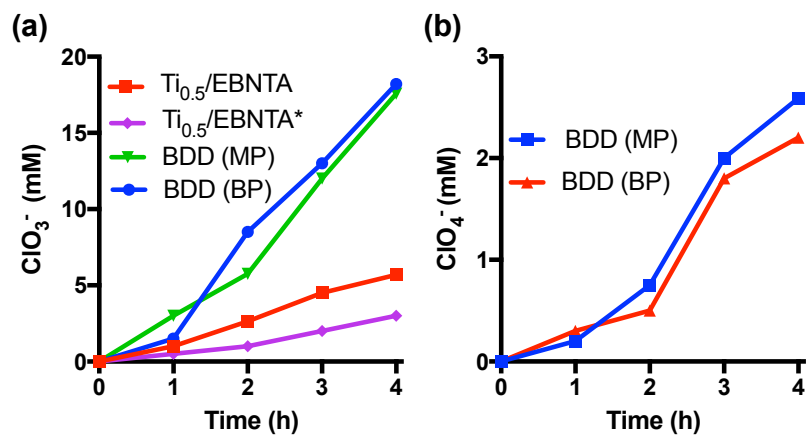 (a)
ClO₃⁻ (mM)
20
15
10
5
0
Ti₀.₅/EBNTA
Ti₀.₅/EBNTA*
BDD (MP)
BDD (BP)
0 1 2 3 4
Time (h)
(b)
ClO₄⁻ (mM)
3
2
1
0
BDD (MP)
BDD (BP)
0 1 2 3 4
Time (h)